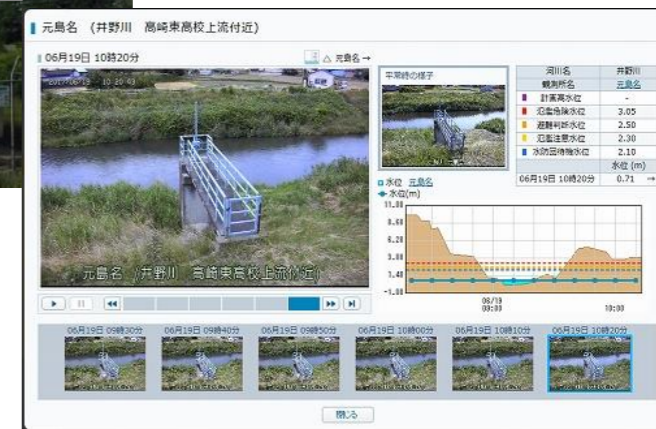 元島名 (井野川 高崎東高校上流付近)
06月19日 10時20分
元島名→
2017/06/19 10:20:43
元島名 (井野川 高崎東高校上流付近)
平常時の様子
河川名 井野川
観測所名 元島名
計画高水位 -
氾濫危険水位 3.05
避難判断水位 2.50
氾濫注意水位 2.30
水防団待機水位 2.10
水位 (m)
06月19日 10時20分 0.71 →
水位 元島名
水位(m)
11.00
8.60
6.20
3.80
1.40
-1.00
06/19
09:00
10:00
06月19日 09時30分 06月19日 09時40分 06月19日 09時50分 06月19日 10時00分 06月19日 10時10分 06月19日 10時20分
閉じる